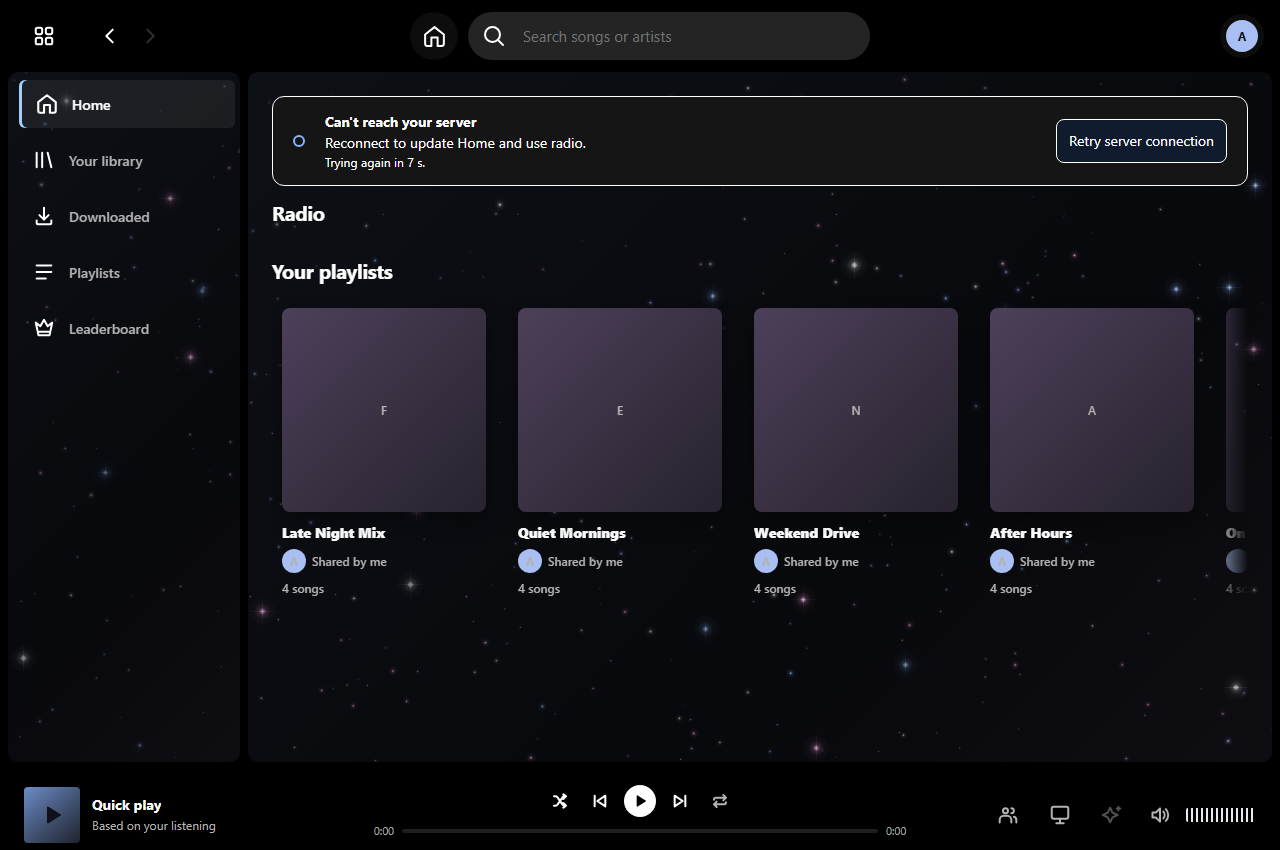 Search songs or artists
A
Home
Your library
Downloaded
Playlists
Leaderboard
Can't reach your server
Reconnect to update Home and use radio.
Trying again in 7 s.
Retry server connection
Radio
Your playlists
F
E
N
A
Late Night Mix
Quiet Mornings
Weekend Drive
After Hours
A Shared by me
A Shared by me
A Shared by me
A Shared by me
4 songs
4 songs
4 songs
4 songs
Quick play
Based on your listening
0:00
0:00